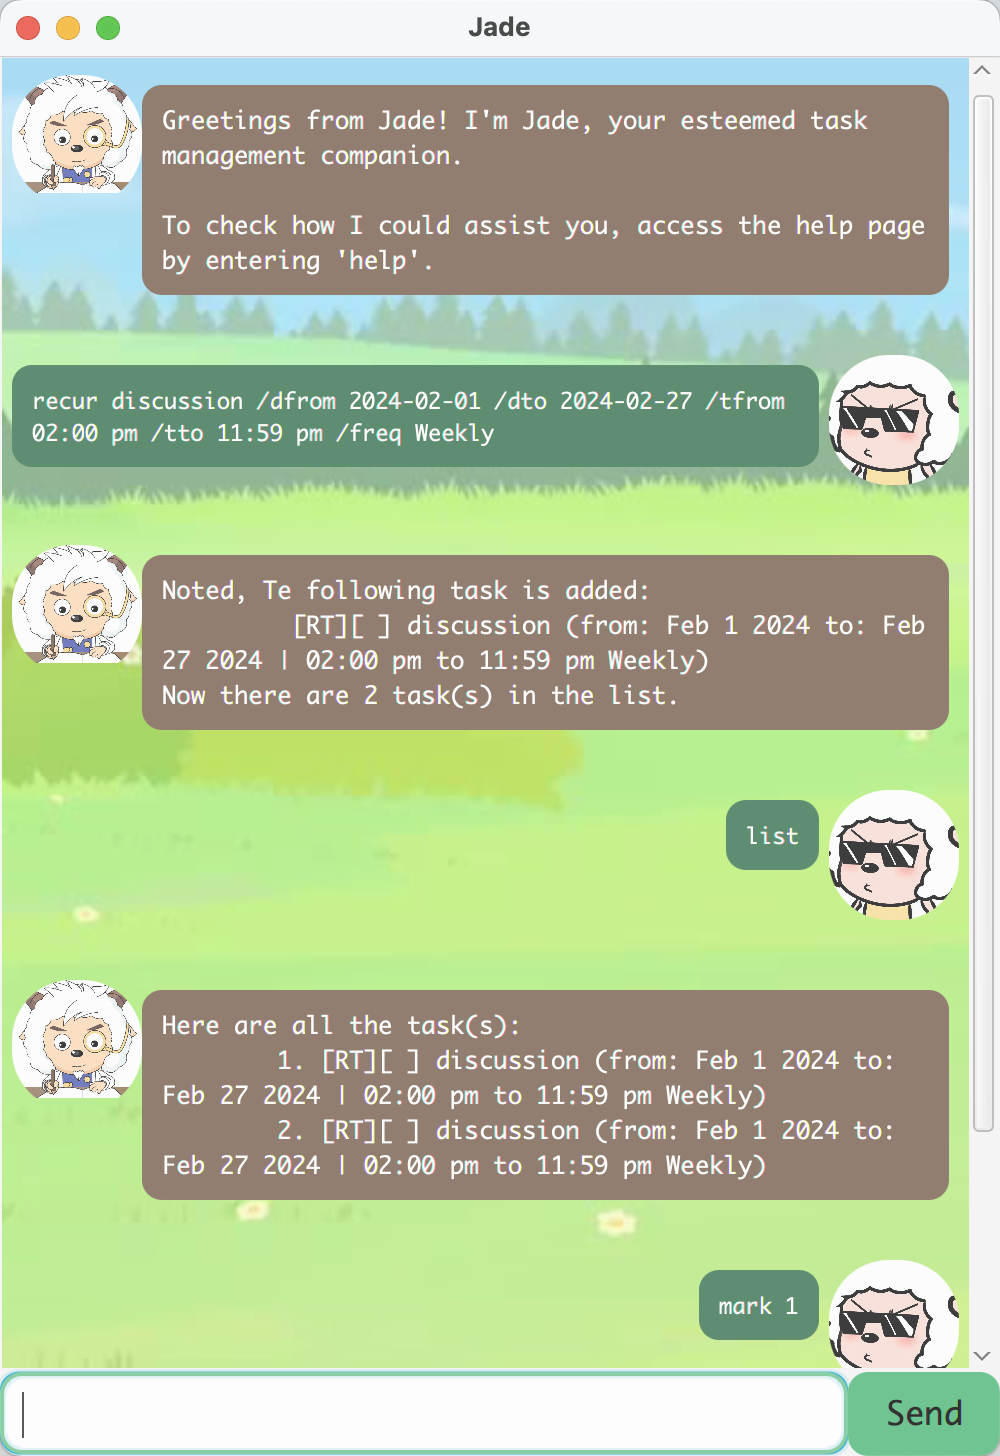 Jade
Greetings from Jade! I'm Jade, your esteemed task
management companion.
To check how I could assist you, access the help page
by entering 'help'.
recur discussion /dfrom 2024-02-01 /dto 2024-02-27 /tfrom
02:00 pm /tto 11:59 pm /freq Weekly
Noted, Te following task is added:
[RT][ ] discussion (from: Feb 1 2024 to: Feb
27 2024 | 02:00 pm to 11:59 pm Weekly)
Now there are 2 task(s) in the list.
list
Here are all the task(s):
1. [RT][ ] discussion (from: Feb 1 2024 to:
Feb 27 2024 | 02:00 pm to 11:59 pm Weekly)
2. [RT][ ] discussion (from: Feb 1 2024 to:
Feb 27 2024 | 02:00 pm to 11:59 pm Weekly)
mark 1
Send